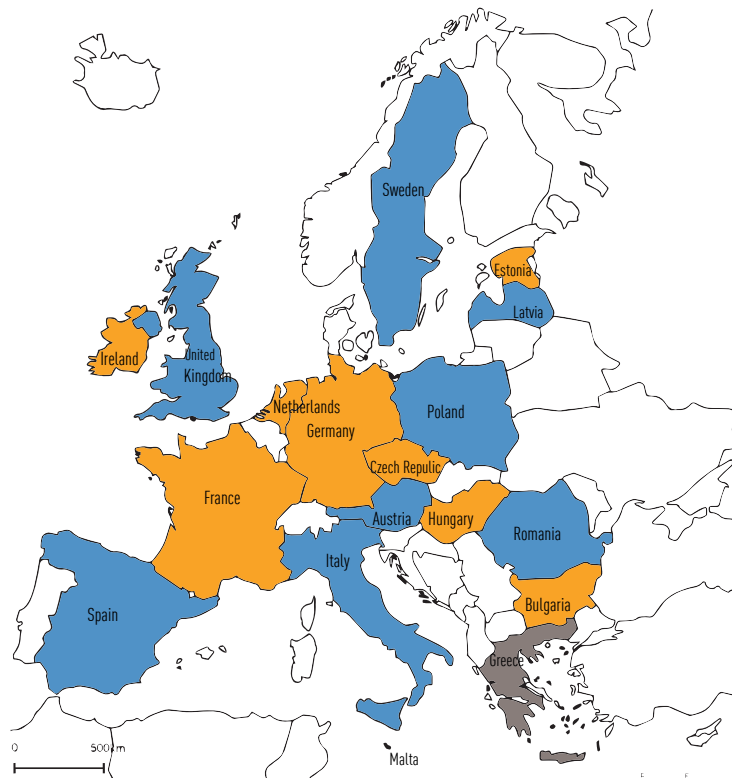 Sweden
Estonia
Latvia
Ireland
United
Kingdom
Netherlands
Germany
Poland
Czech Repulic
France
Austria
Hungary
Romania
Italy
Spain
Bulgaria
Greece
Malta
0
500